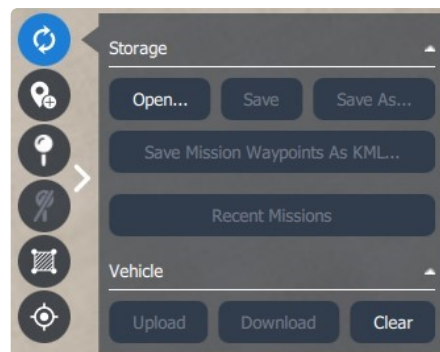 Storage
Open... Save Save As...
Save Mission Waypoints As KML...
Recent Missions
Vehicle
Upload Download Clear